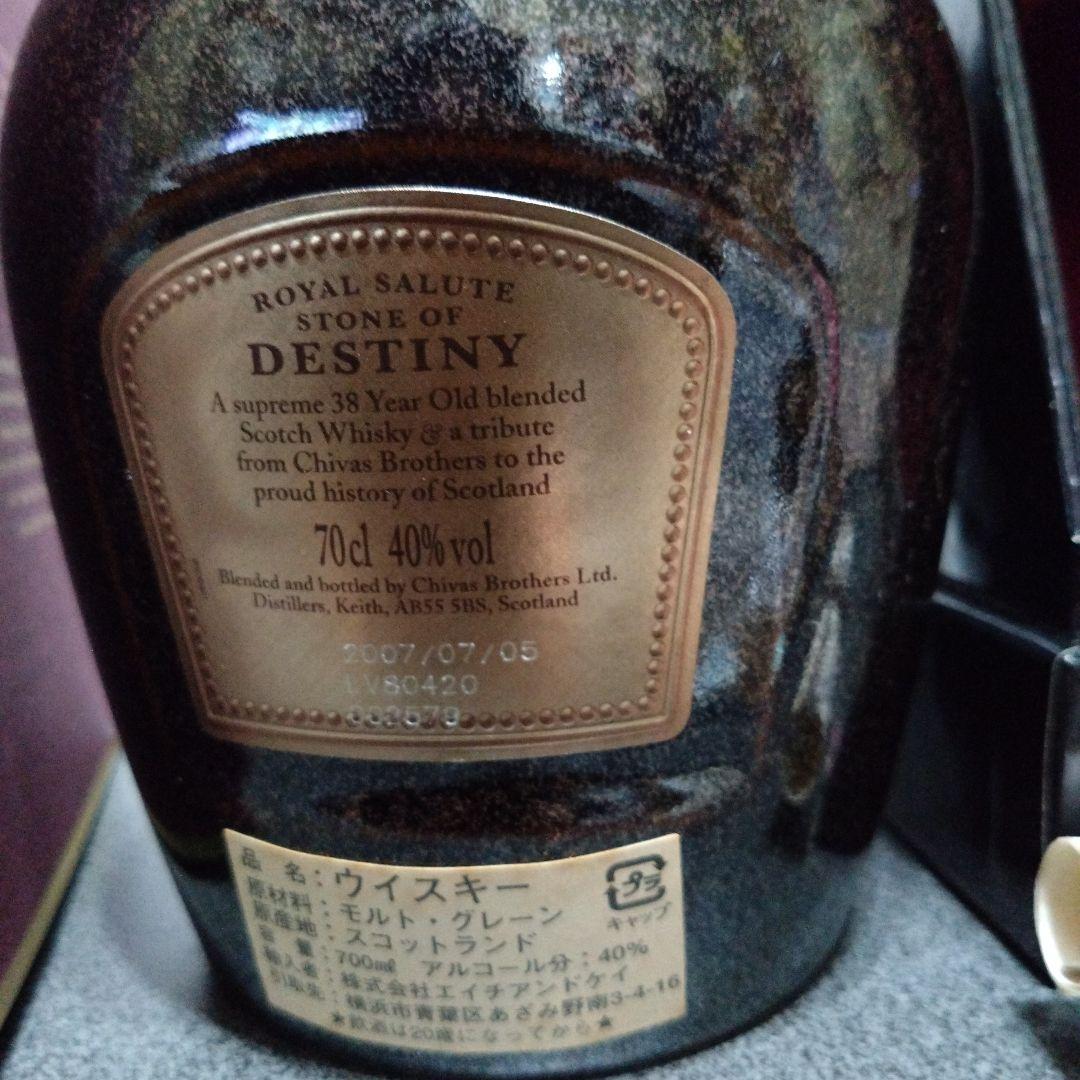 ROYAL SALUTE
STONE OF
DESTINY
A supreme 38 Year Old blended
Scotch Whisky & a tribute
from Chivas Brothers to the
proud history of Scotland
70cl 40% vol
Blended and bottled by Chivas Brothers Ltd.
Distillers, Keith, AB55 5BS, Scotland
2007/07/05
LVS0420
品名：ウイスキー
原材料：モルト・グレーン
原産地：スコットランド
容量：700㎖ アルコール分：40%
輸入者：株式会社エイチアンドケイ
引取先：横浜市青葉区あざみ野南3-4-16
★飲酒は20歳になってから★
プラ
キャップ